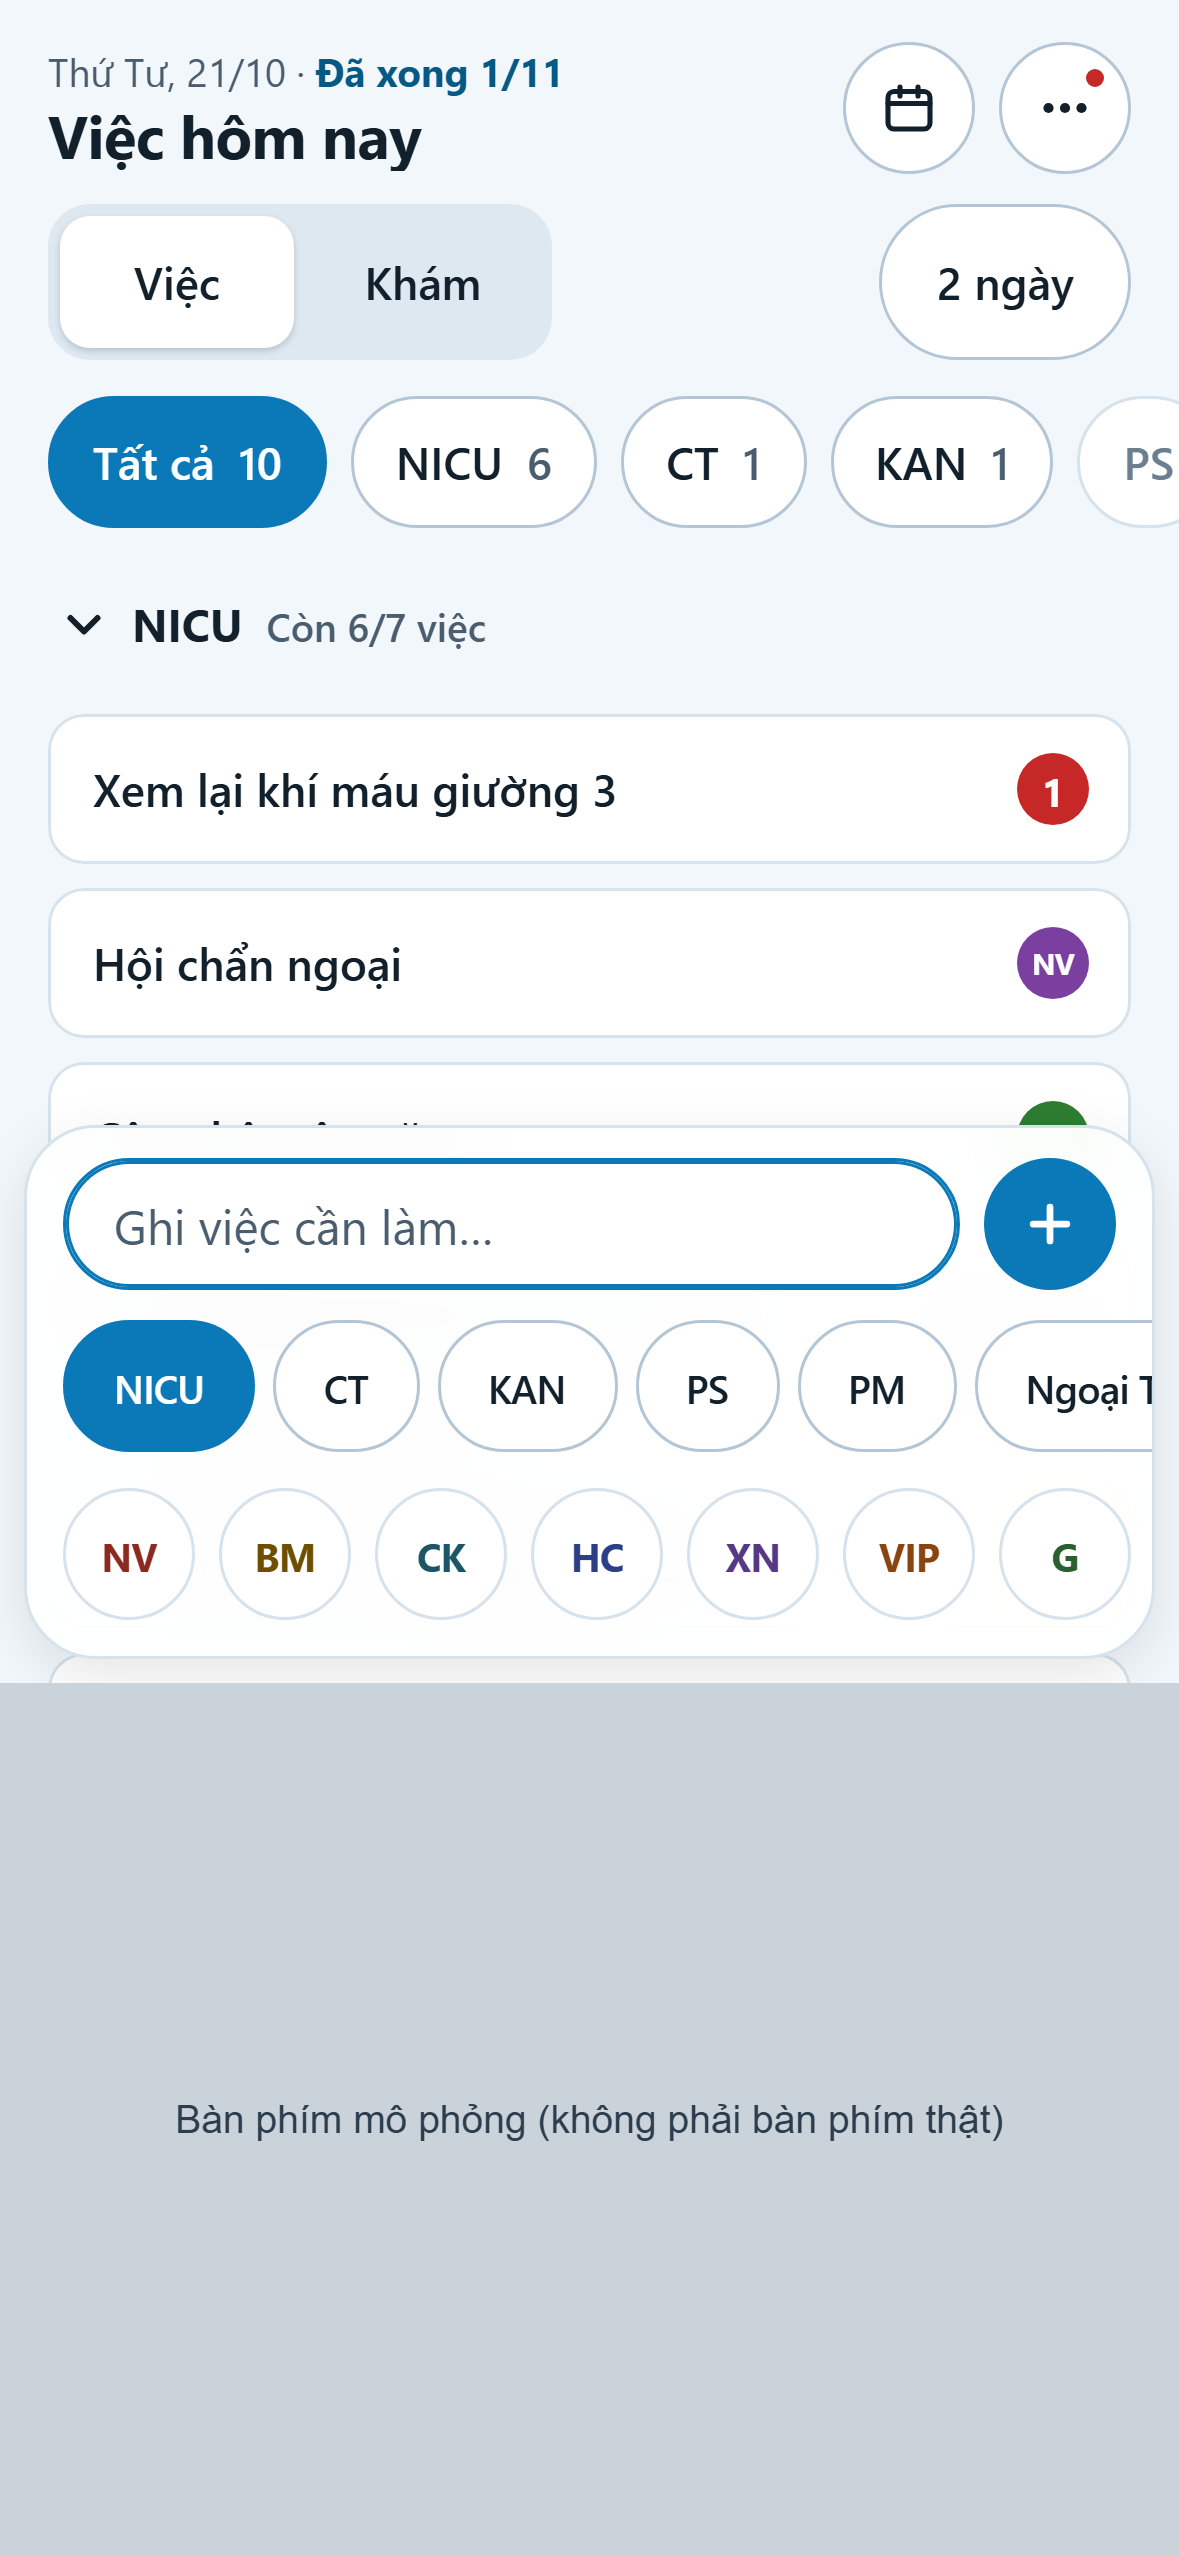 Thứ Tư, 21/10 · Đã xong 1/11
Việc hôm nay
Việc
Khám
2 ngày
Tất cả 10
NICU 6
CT 1
KAN 1
PS
NICU Còn 6/7 việc
Xem lại khí máu giường 3
1
Hội chẩn ngoại
NV
Ghi việc cần làm...
NICU
CT
KAN
PS
PM
Ngoại T
NV
BM
CK
HC
XN
VIP
G
Bàn phím mô phỏng (không phải bàn phím thật)